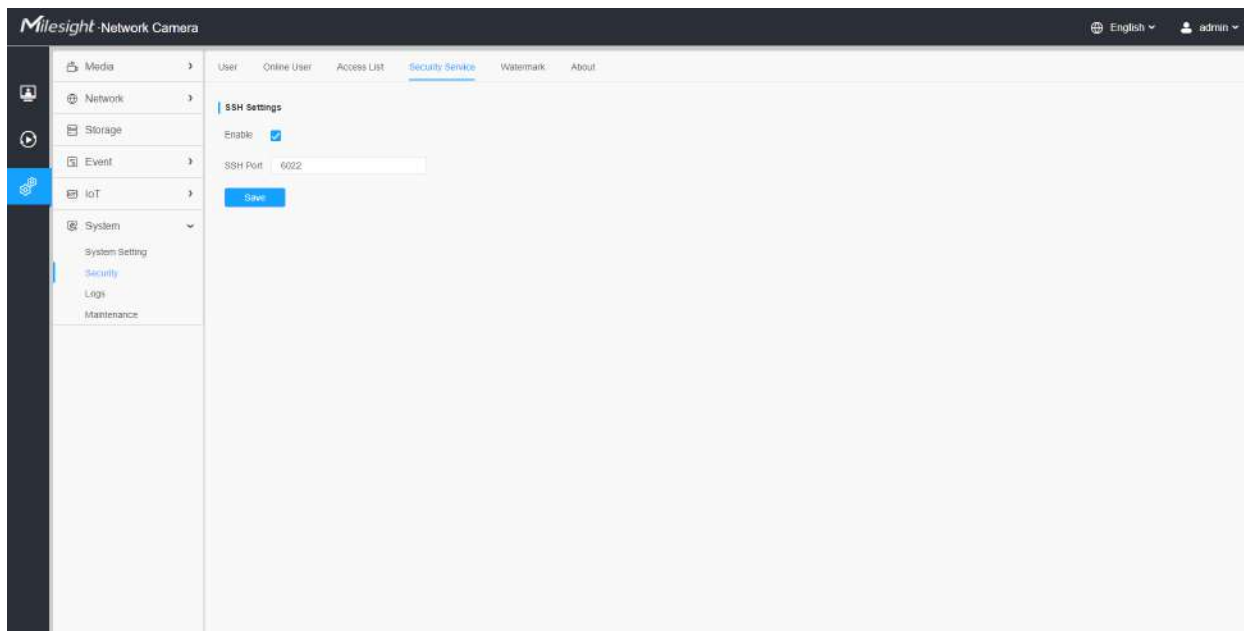 Milesight -Network Camera
English
admin
Media
Network
Storage
Event
IoT
System
System Setting
Security
Logs
Maintenance
User Online User Access List Security Service Watermark About
SSH Settings
Enable
SSH Port 6022
Save